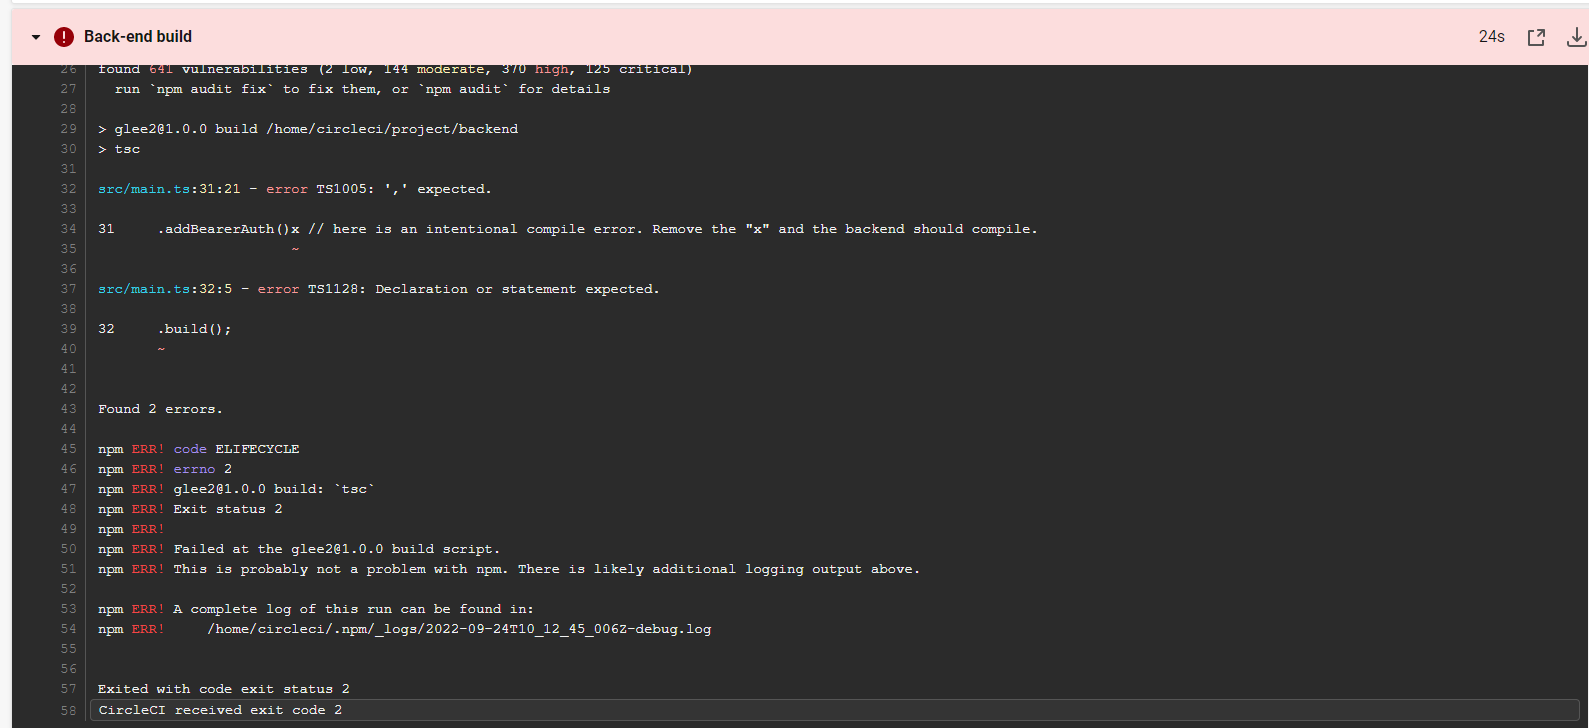 Back-end build
24s
26 found 641 vulnerabilities (2 low, 144 moderate, 370 high, 125 critical)
27 run `npm audit fix` to fix them, or `npm audit` for details
28
29 > glee2@1.0.0 build /home/circleci/project/backend
30 > tsc
31
32 src/main.ts:31:21 - error TS1005: ',' expected.
33
34 31     .addBearerAuth()x // here is an intentional compile error. Remove the "x" and the backend should compile.
35 ~
36
37 src/main.ts:32:5 - error TS1128: Declaration or statement expected.
38
39 32     .build();
40 ~
41
42
43 Found 2 errors.
44
45 npm ERR! code ELIFECYCLE
46 npm ERR! errno 2
47 npm ERR! glee2@1.0.0 build: `tsc`
48 npm ERR! Exit status 2
49 npm ERR!
50 npm ERR! Failed at the glee2@1.0.0 build script.
51 npm ERR! This is probably not a problem with npm. There is likely additional logging output above.
52
53 npm ERR! A complete log of this run can be found in:
54 npm ERR!     /home/circleci/.npm/_logs/2022-09-24T10_12_45_006Z-debug.log
55
56
57 Exited with code exit status 2
58 CircleCI received exit code 2